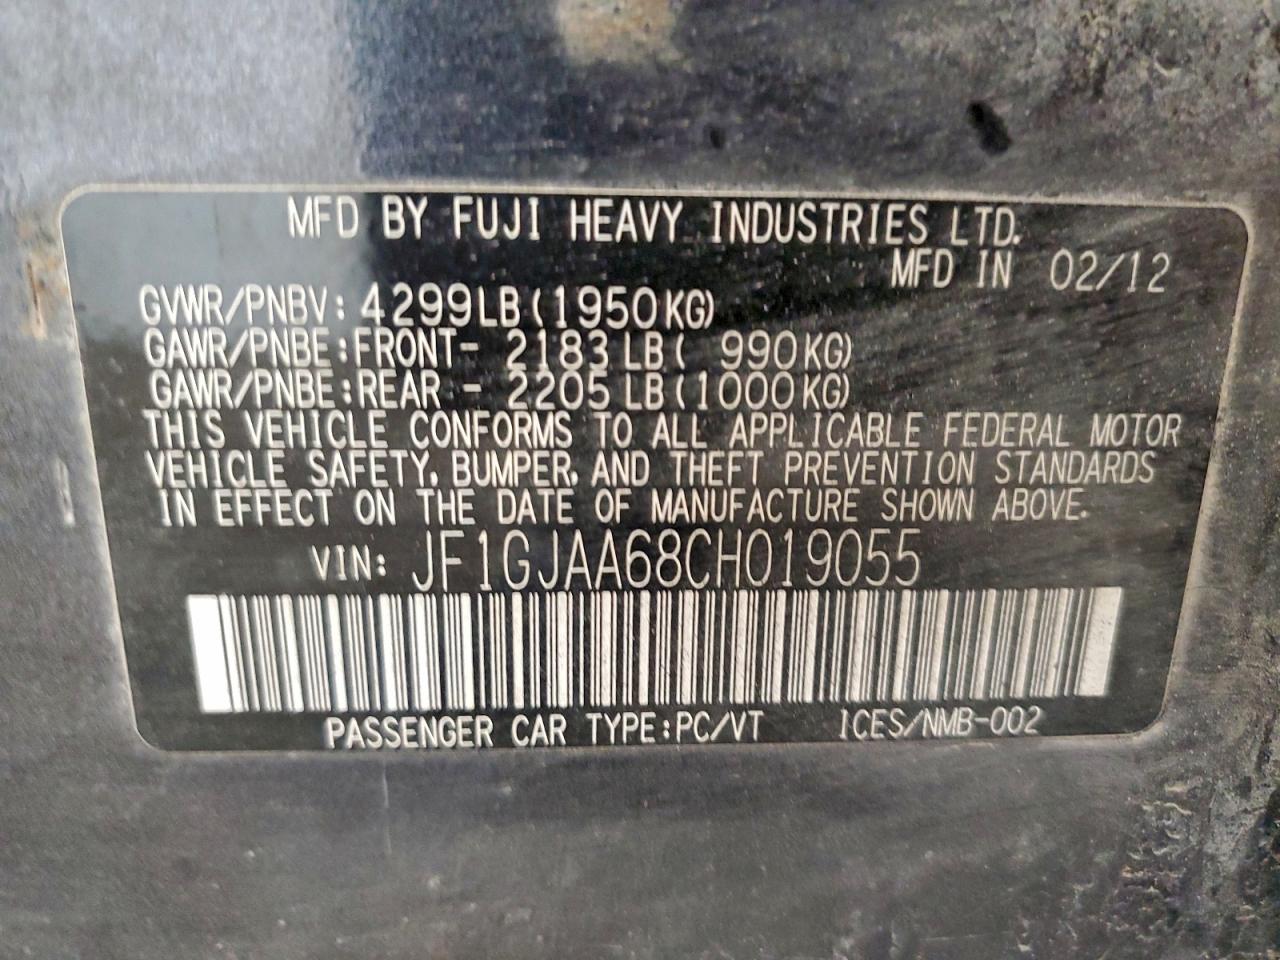 MFD BY FUJI HEAVY INDUSTRIES LTD.
MFD IN 02/12
GVWR/PNBV: 4299LB(1950KG)
GAWR/PNBE:FRONT- 2183 LB( 990KG)
GAWR/PNBE:REAR - 2205 LB(1000KG)
THIS VEHICLE CONFORMS TO ALL APPLICABLE FEDERAL MOTOR
VEHICLE SAFETY, BUMPER, AND THEFT PREVENTION STANDARDS
IN EFFECT ON THE DATE OF MANUFACTURE SHOWN ABOVE.
VIN: JF1GJAA68CH019055
PASSENGER CAR TYPE:PC/VT ICES/NMB-002